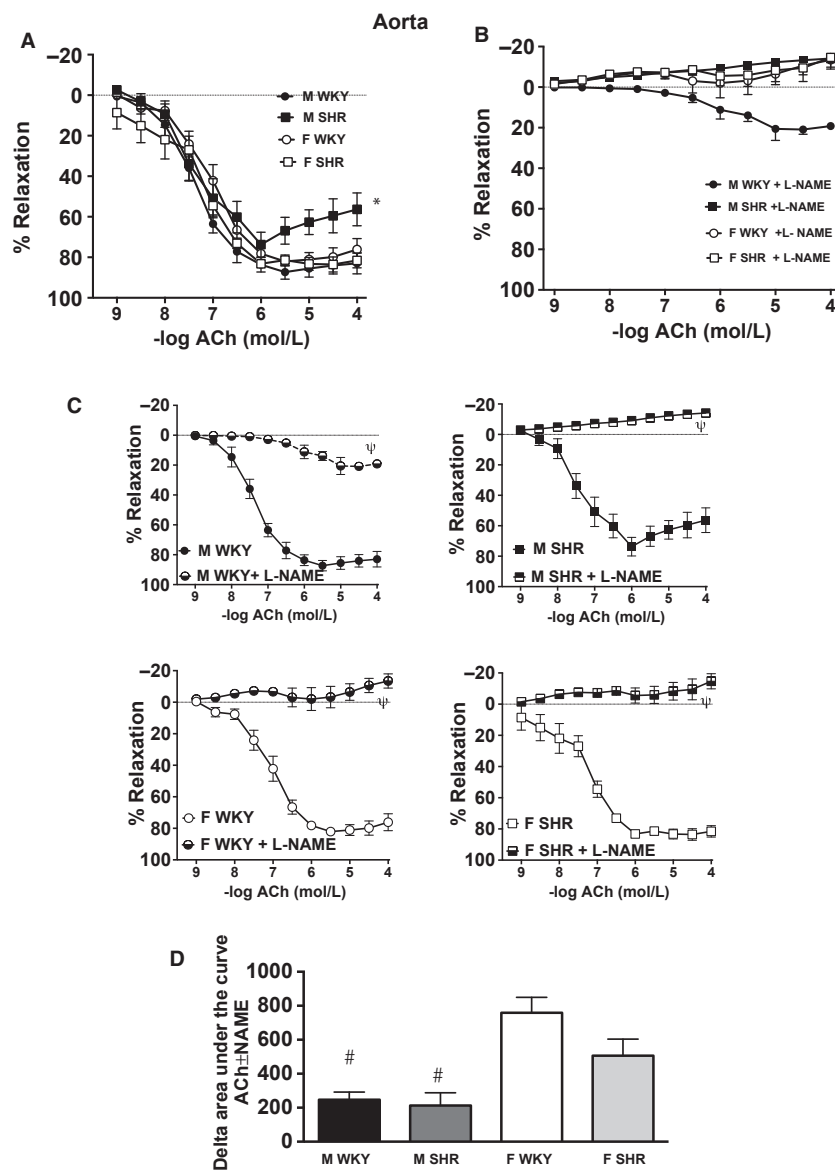 Aorta
A
B
–20
0
20
40
60
80
100
% Relaxation
M WKY
M SHR
F WKY
F SHR
*
9 8 7 6 5 4
-log ACh (mol/L)
–20
0
20
40
60
80
100
% Relaxation
M WKY + L-NAME
M SHR +L-NAME
F WKY +L- NAME
F SHR + L-NAME
9 8 7 6 5 4
-log ACh (mol/L)
C
–20
0
20
40
60
80
100
% Relaxation
ψ
M WKY
M WKY+ L-NAME
9 8 7 6 5 4
-log ACh (mol/L)
–20
0
20
40
60
80
100
% Relaxation
ψ
M SHR
M SHR + L-NAME
9 8 7 6 5 4
-log ACh (mol/L)
–20
0
20
40
60
80
100
% Relaxation
ψ
F WKY
F WKY + L-NAME
9 8 7 6 5 4
-log ACh (mol/L)
–20
0
20
40
60
80
100
% Relaxation
ψ
F SHR
F SHR + L-NAME
9 8 7 6 5 4
-log ACh (mol/L)
D
Delta area under the curve
ACh±NAME
1000
800
600
400
200
0
#
#
M WKY M SHR F WKY F SHR